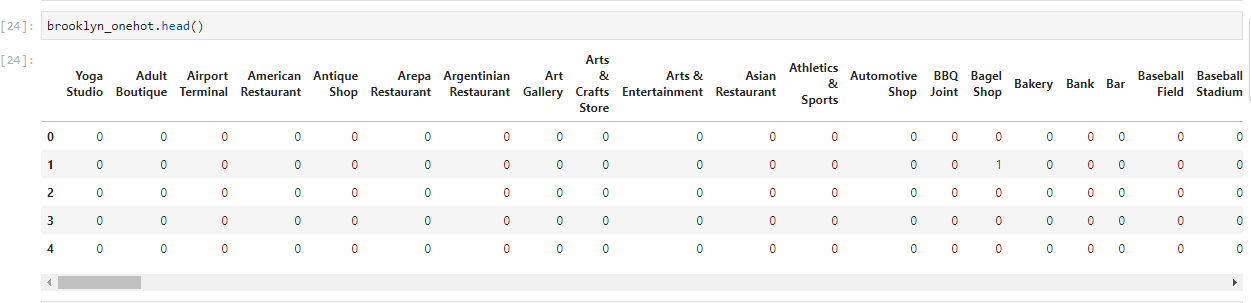 [24]: brooklyn_onehot.head()
[24]:
Yoga Studio Adult Boutique Airport Terminal American Restaurant Antique Shop Arepa Restaurant Argentinian Restaurant Art Gallery Arts & Crafts Store Arts & Entertainment Asian Restaurant Athletics & Sports Automotive Shop BBQ Joint Bagel Shop Bakery Bank Bar Baseball Field Baseball Stadium
0 0 0 0 0 0 0 0 0 0 0 0 0 0 0 0 0 0 0 0 0
1 0 0 0 0 0 0 0 0 0 0 0 0 0 0 1 0 0 0 0 0
2 0 0 0 0 0 0 0 0 0 0 0 0 0 0 0 0 0 0 0 0
3 0 0 0 0 0 0 0 0 0 0 0 0 0 0 0 0 0 0 0 0
4 0 0 0 0 0 0 0 0 0 0 0 0 0 0 0 0 0 0 0 0